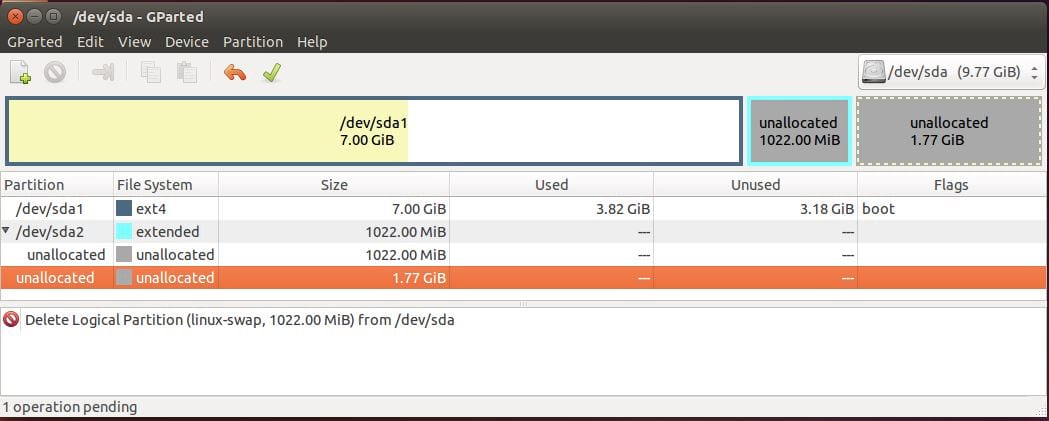 /dev/sda - GParted
GParted Edit View Device Partition Help
/dev/sda (9.77 GiB)
/dev/sda1
7.00 GiB
unallocated
1022.00 MiB
unallocated
1.77 GiB
Partition File System Size Used Unused Flags
/dev/sda1 ext4 7.00 GiB 3.82 GiB 3.18 GiB boot
/dev/sda2 extended 1022.00 MiB --- ---
unallocated unallocated 1022.00 MiB --- ---
unallocated unallocated 1.77 GiB --- ---
Delete Logical Partition (linux-swap, 1022.00 MiB) from /dev/sda
1 operation pending